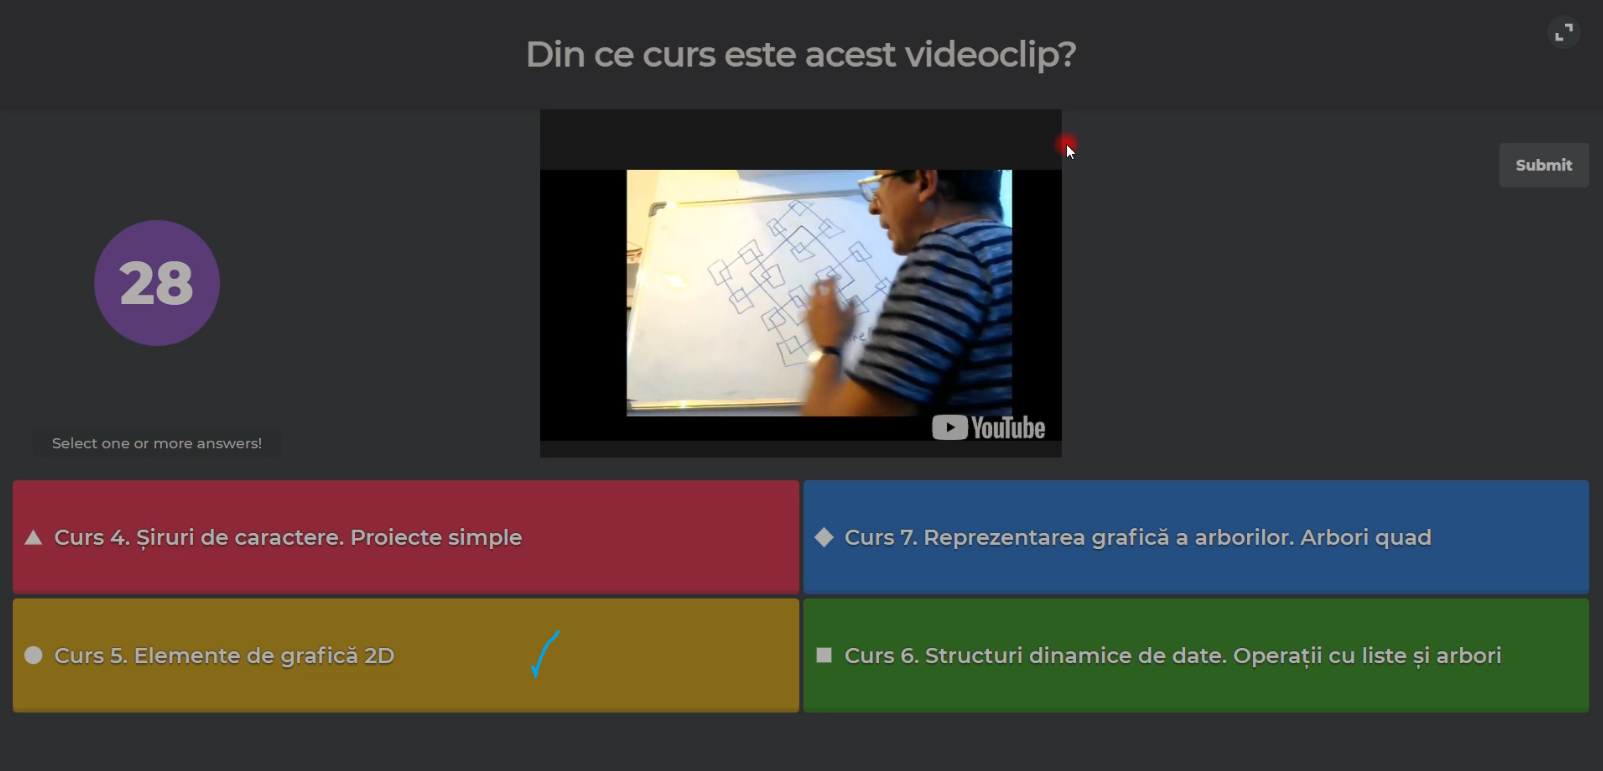 Din ce curs este acest videoclip?
Submit
28
YouTube
Select one or more answers!
Curs 4. Șiruri de caractere. Proiecte simple
Curs 7. Reprezentarea grafică a arborilor. Arbori quad
Curs 5. Elemente de grafică 2D
Curs 6. Structuri dinamice de date. Operații cu liste și arbori